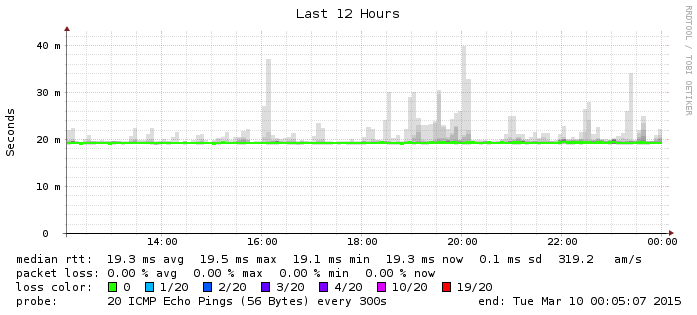 Last 12 Hours
RRDTOOL / TOBI OETIKER
Seconds
40 m
30 m
20 m
10 m
0
14:00 16:00 18:00 20:00 22:00 00:00
median rtt: 19.3 ms avg 19.5 ms max 19.1 ms min 19.3 ms now 0.1 ms sd 319.2 am/s
packet loss: 0.00 % avg 0.00 % max 0.00 % min 0.00 % now
loss color: 0 1/20 2/20 3/20 4/20 10/20 19/20
probe: 20 ICMP Echo Pings (56 Bytes) every 300s end: Tue Mar 10 00:05:07 2015